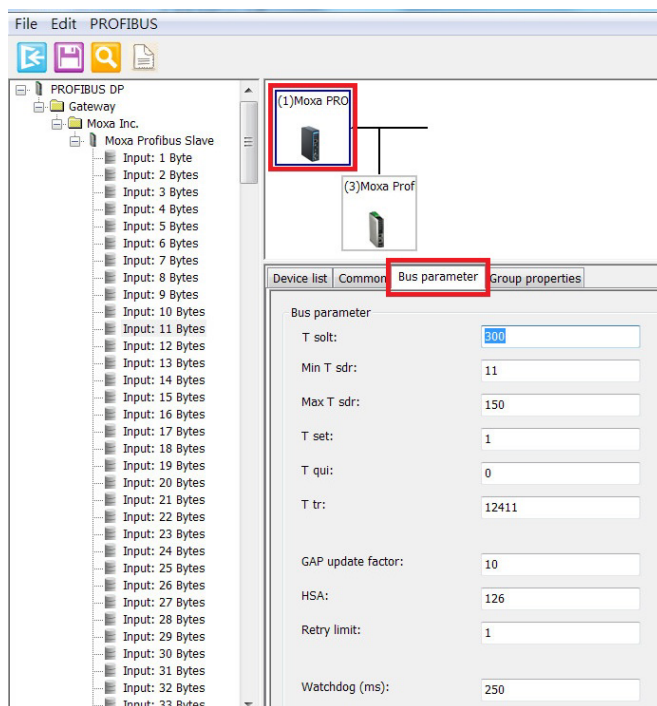 File Edit PROFIBUS
PROFIBUS DP
Gateway
Moxa Inc.
Moxa Profibus Slave
Input: 1 Byte
Input: 2 Bytes
Input: 3 Bytes
Input: 4 Bytes
Input: 5 Bytes
Input: 6 Bytes
Input: 7 Bytes
Input: 8 Bytes
Input: 9 Bytes
Input: 10 Bytes
Input: 11 Bytes
Input: 12 Bytes
Input: 13 Bytes
Input: 14 Bytes
Input: 15 Bytes
Input: 16 Bytes
Input: 17 Bytes
Input: 18 Bytes
Input: 19 Bytes
Input: 20 Bytes
Input: 21 Bytes
Input: 22 Bytes
Input: 23 Bytes
Input: 24 Bytes
Input: 25 Bytes
Input: 26 Bytes
Input: 27 Bytes
Input: 28 Bytes
Input: 29 Bytes
Input: 30 Bytes
Input: 31 Bytes
Input: 32 Bytes
Input: 33 Bytes
(1)Moxa PRO
(3)Moxa Prof
Device list Common Bus parameter Group properties
Bus parameter
T solt: 300
Min T sdr: 11
Max T sdr: 150
T set: 1
T qui: 0
T tr: 12411
GAP update factor: 10
HSA: 126
Retry limit: 1
Watchdog (ms): 250